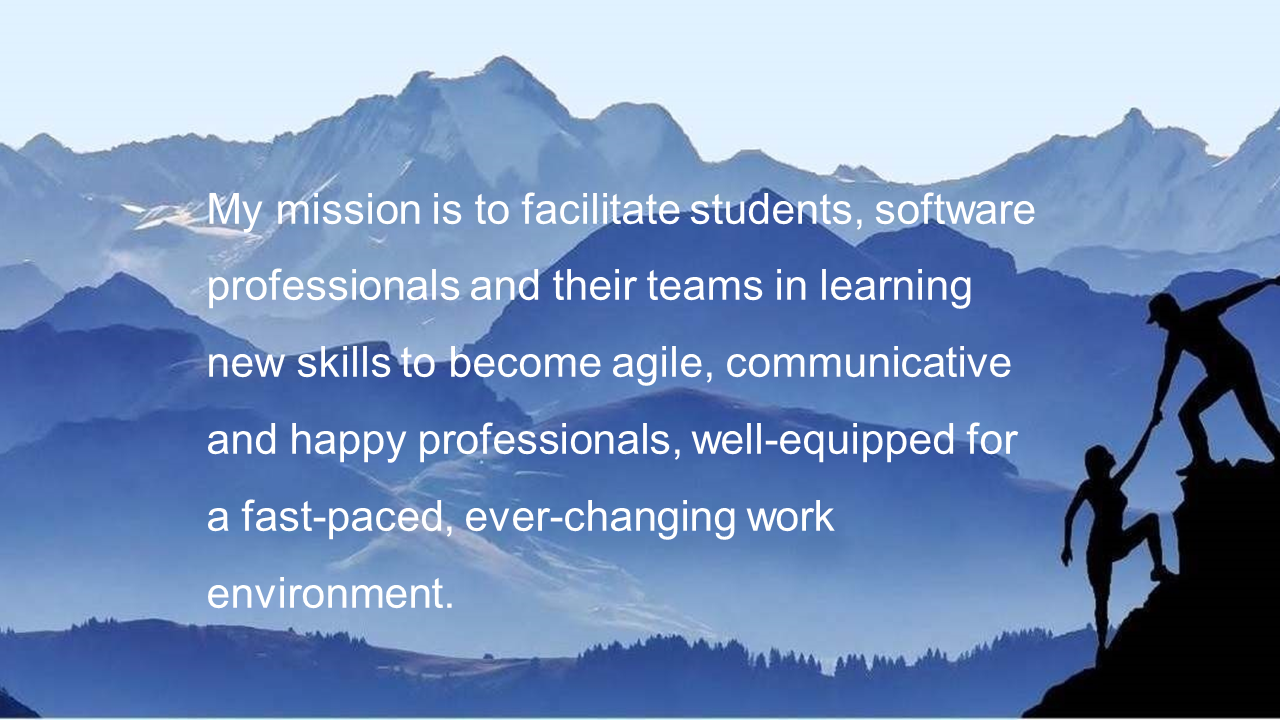 My mission is to facilitate students, software
professionals and their teams in learning
new skills to become agile, communicative
and happy professionals, well-equipped for
a fast-paced, ever-changing work
environment.